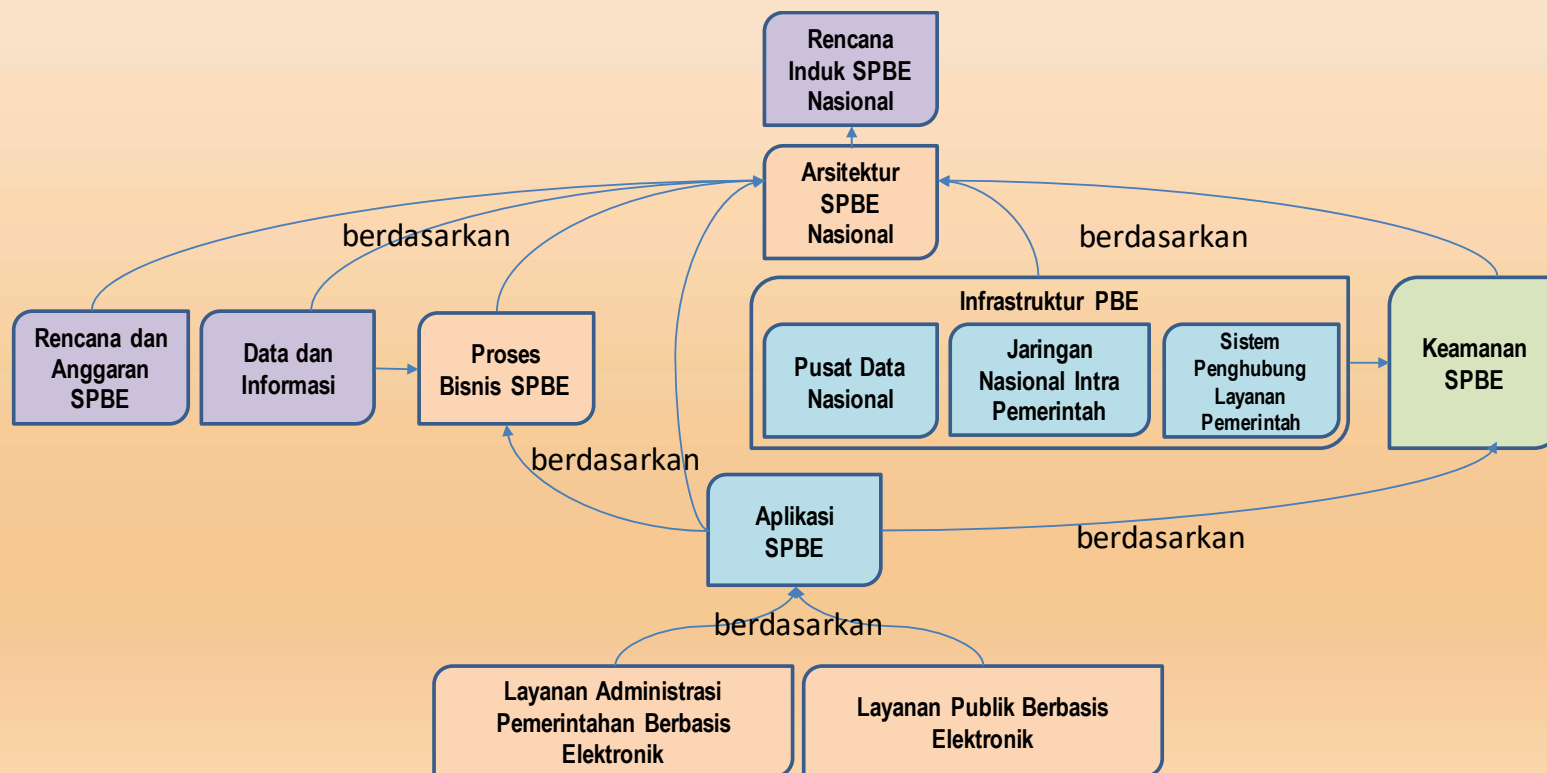 Rencana
Induk SPBE
Nasional
Arsitektur
SPBE
Nasional
berdasarkan
berdasarkan
Rencana dan
Anggaran
SPBE
Data dan
Informasi
Proses
Bisnis SPBE
Infrastruktur PBE
Pusat Data
Nasional
Jaringan
Nasional Intra
Pemerintah
Sistem
Penghubung
Layanan
Pemerintah
Keamanan
SPBE
berdasarkan
Aplikasi
SPBE
berdasarkan
berdasarkan
Layanan Administrasi
Pemerintahan Berbasis
Elektronik
Layanan Publik Berbasis
Elektronik